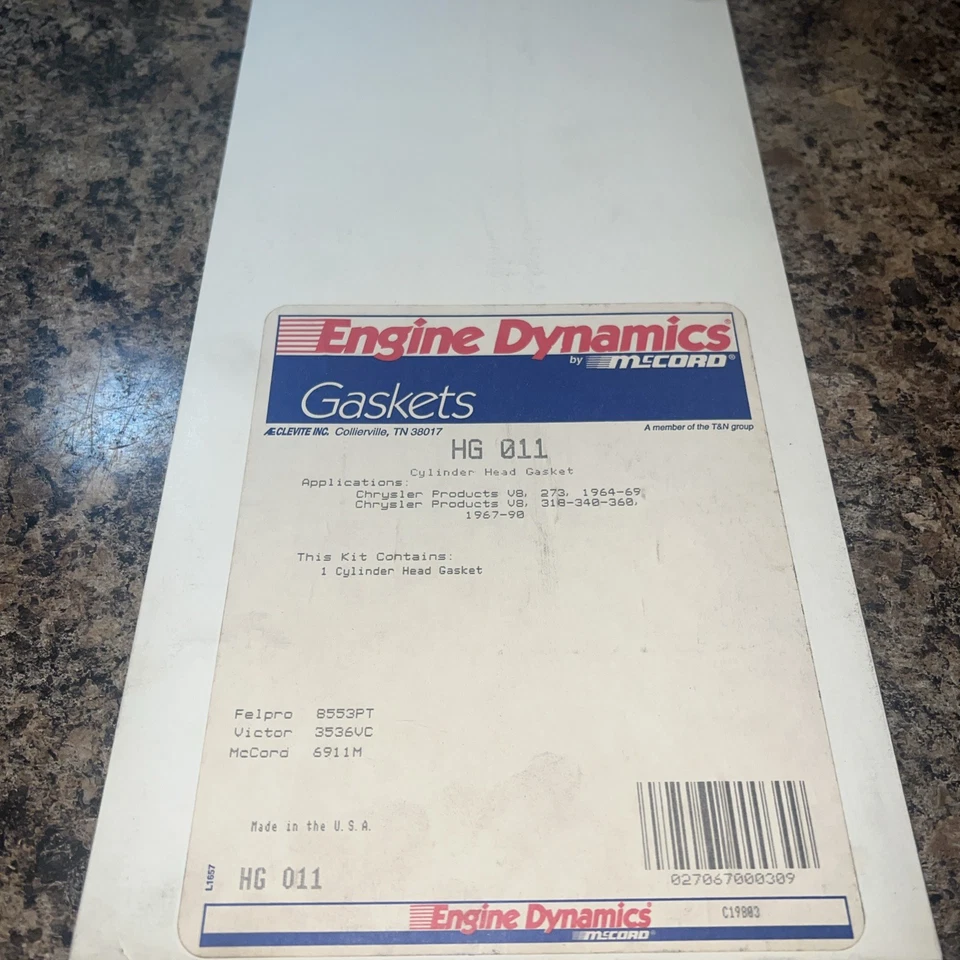 Engine Dynamics®
by McCORD®
Gaskets
AE CLEVITE INC. Collierville, TN 38017
A member of the T&N group
HG 011
Cylinder Head Gasket
Applications:
Chrysler Products V8, 273, 1964-69,
Chrysler Products V8, 318-340-360,
1967-90
This Kit Contains:
1 Cylinder Head Gasket
Felpro 8553PT
Victor 3536VC
McCord 6911M
Made in the U.S.A.
L1657
HG 011
027067000309
Engine Dynamics®
McCORD®
C19803